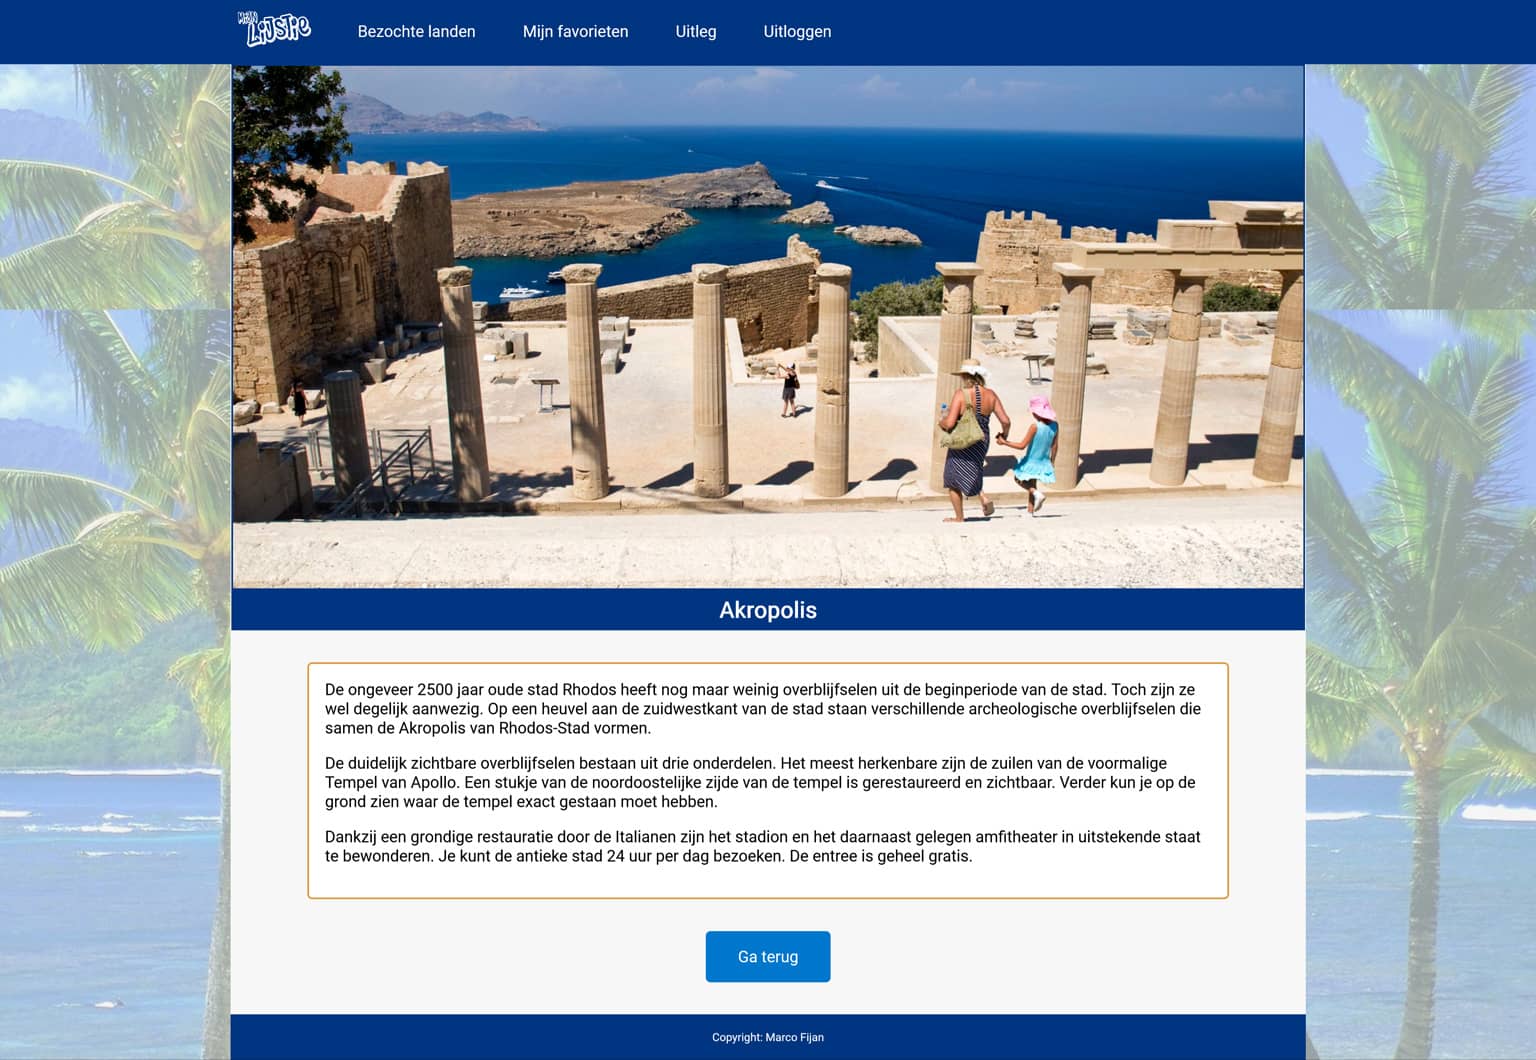 Mijn
Lijstje
Bezochte landen
Mijn favorieten
Uitleg
Uitloggen
Akropolis
De ongeveer 2500 jaar oude stad Rhodos heeft nog maar weinig overblijfselen uit de beginperiode van de stad. Toch zijn ze
wel degelijk aanwezig. Op een heuvel aan de zuidwestkant van de stad staan verschillende archeologische overblijfselen die
samen de Akropolis van Rhodos-Stad vormen.
De duidelijk zichtbare overblijfselen bestaan uit drie onderdelen. Het meest herkenbare zijn de zuilen van de voormalige
Tempel van Apollo. Een stukje van de noordoostelijke zijde van de tempel is gerestaureerd en zichtbaar. Verder kun je op de
grond zien waar de tempel exact gestaan moet hebben.
Dankzij een grondige restauratie door de Italianen zijn het stadion en het daarnaast gelegen amfitheater in uitstekende staat
te bewonderen. Je kunt de antieke stad 24 uur per dag bezoeken. De entree is geheel gratis.
Ga terug
Copyright: Marco Fijan